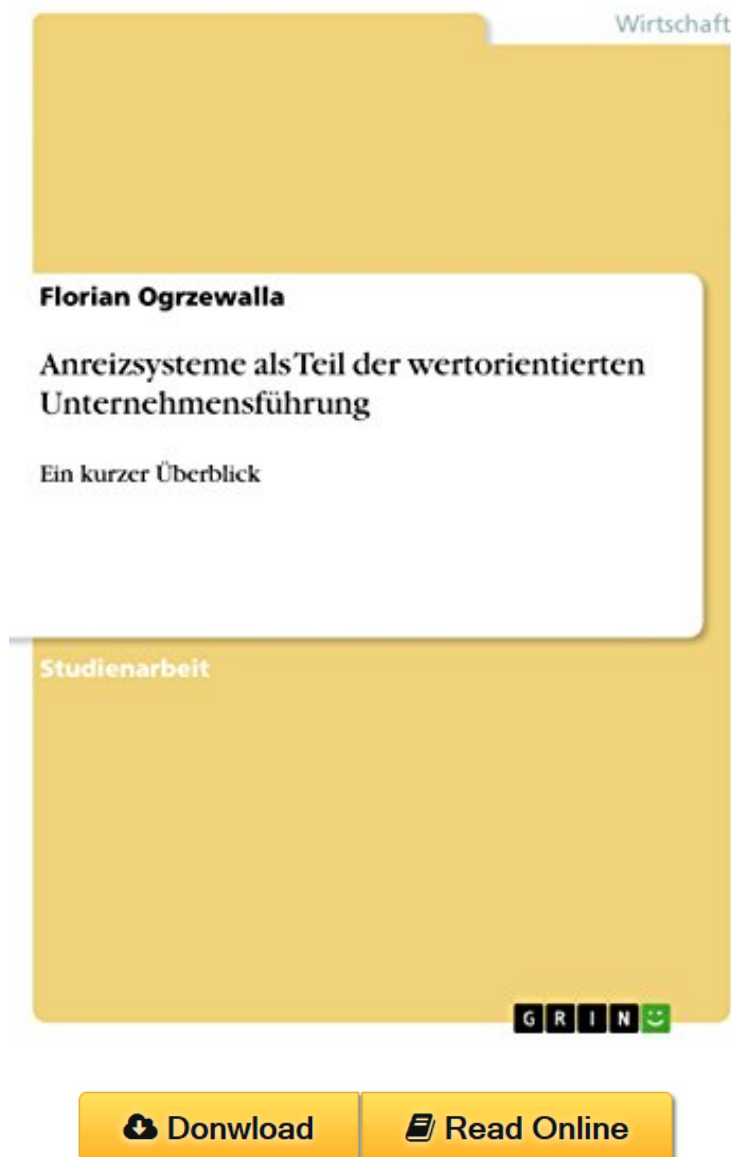 Wirtschaft
Florian Ogrzewalla
Anreizsysteme als Teil der wertorientierten
Unternehmensführung
Ein kurzer Überblick
Studienarbeit
GRIN
Donwload Read Online